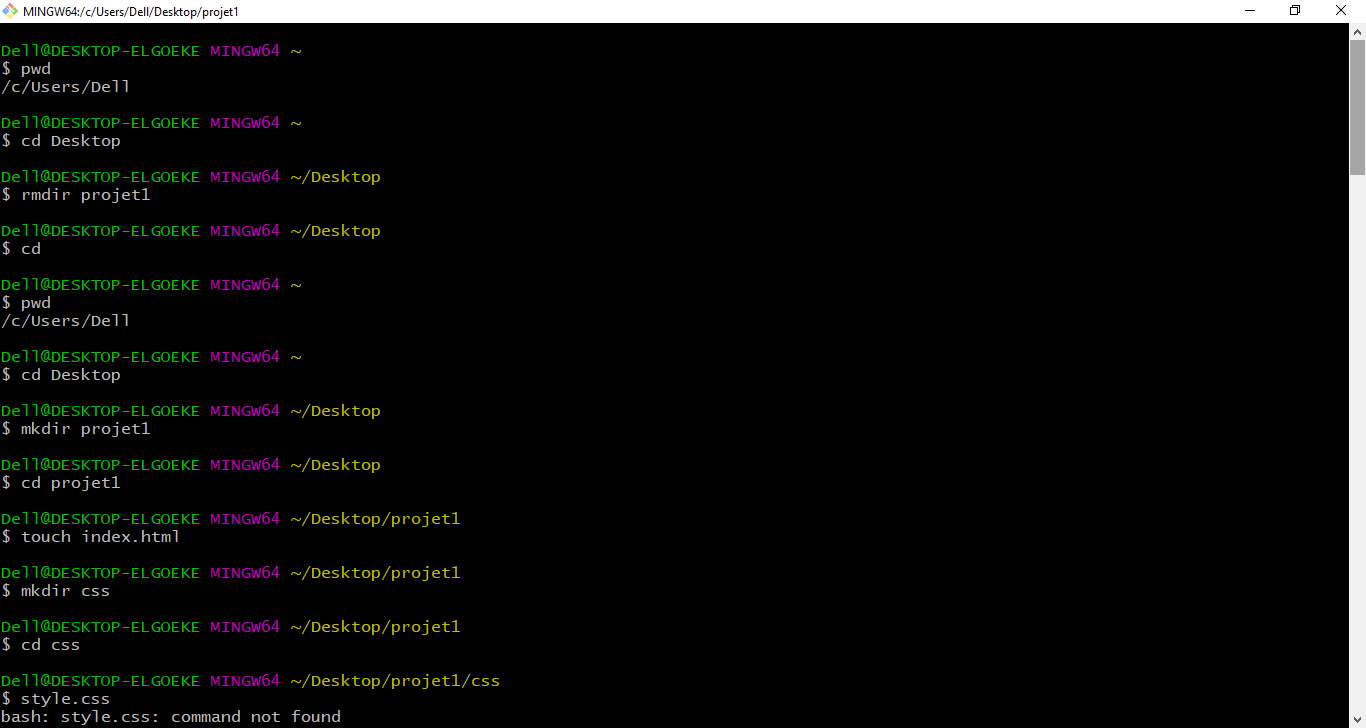 MINGW64:/c/Users/Dell/Desktop/projet1
Dell@DESKTOP-ELGOEKE MINGW64 ~
$ pwd
/c/Users/Dell
Dell@DESKTOP-ELGOEKE MINGW64 ~
$ cd Desktop
Dell@DESKTOP-ELGOEKE MINGW64 ~/Desktop
$ rmdir projet1
Dell@DESKTOP-ELGOEKE MINGW64 ~/Desktop
$ cd
Dell@DESKTOP-ELGOEKE MINGW64 ~
$ pwd
/c/Users/Dell
Dell@DESKTOP-ELGOEKE MINGW64 ~
$ cd Desktop
Dell@DESKTOP-ELGOEKE MINGW64 ~/Desktop
$ mkdir projet1
Dell@DESKTOP-ELGOEKE MINGW64 ~/Desktop
$ cd projet1
Dell@DESKTOP-ELGOEKE MINGW64 ~/Desktop/projet1
$ touch index.html
Dell@DESKTOP-ELGOEKE MINGW64 ~/Desktop/projet1
$ mkdir css
Dell@DESKTOP-ELGOEKE MINGW64 ~/Desktop/projet1
$ cd css
Dell@DESKTOP-ELGOEKE MINGW64 ~/Desktop/projet1/css
$ style.css
bash: style.css: command not found